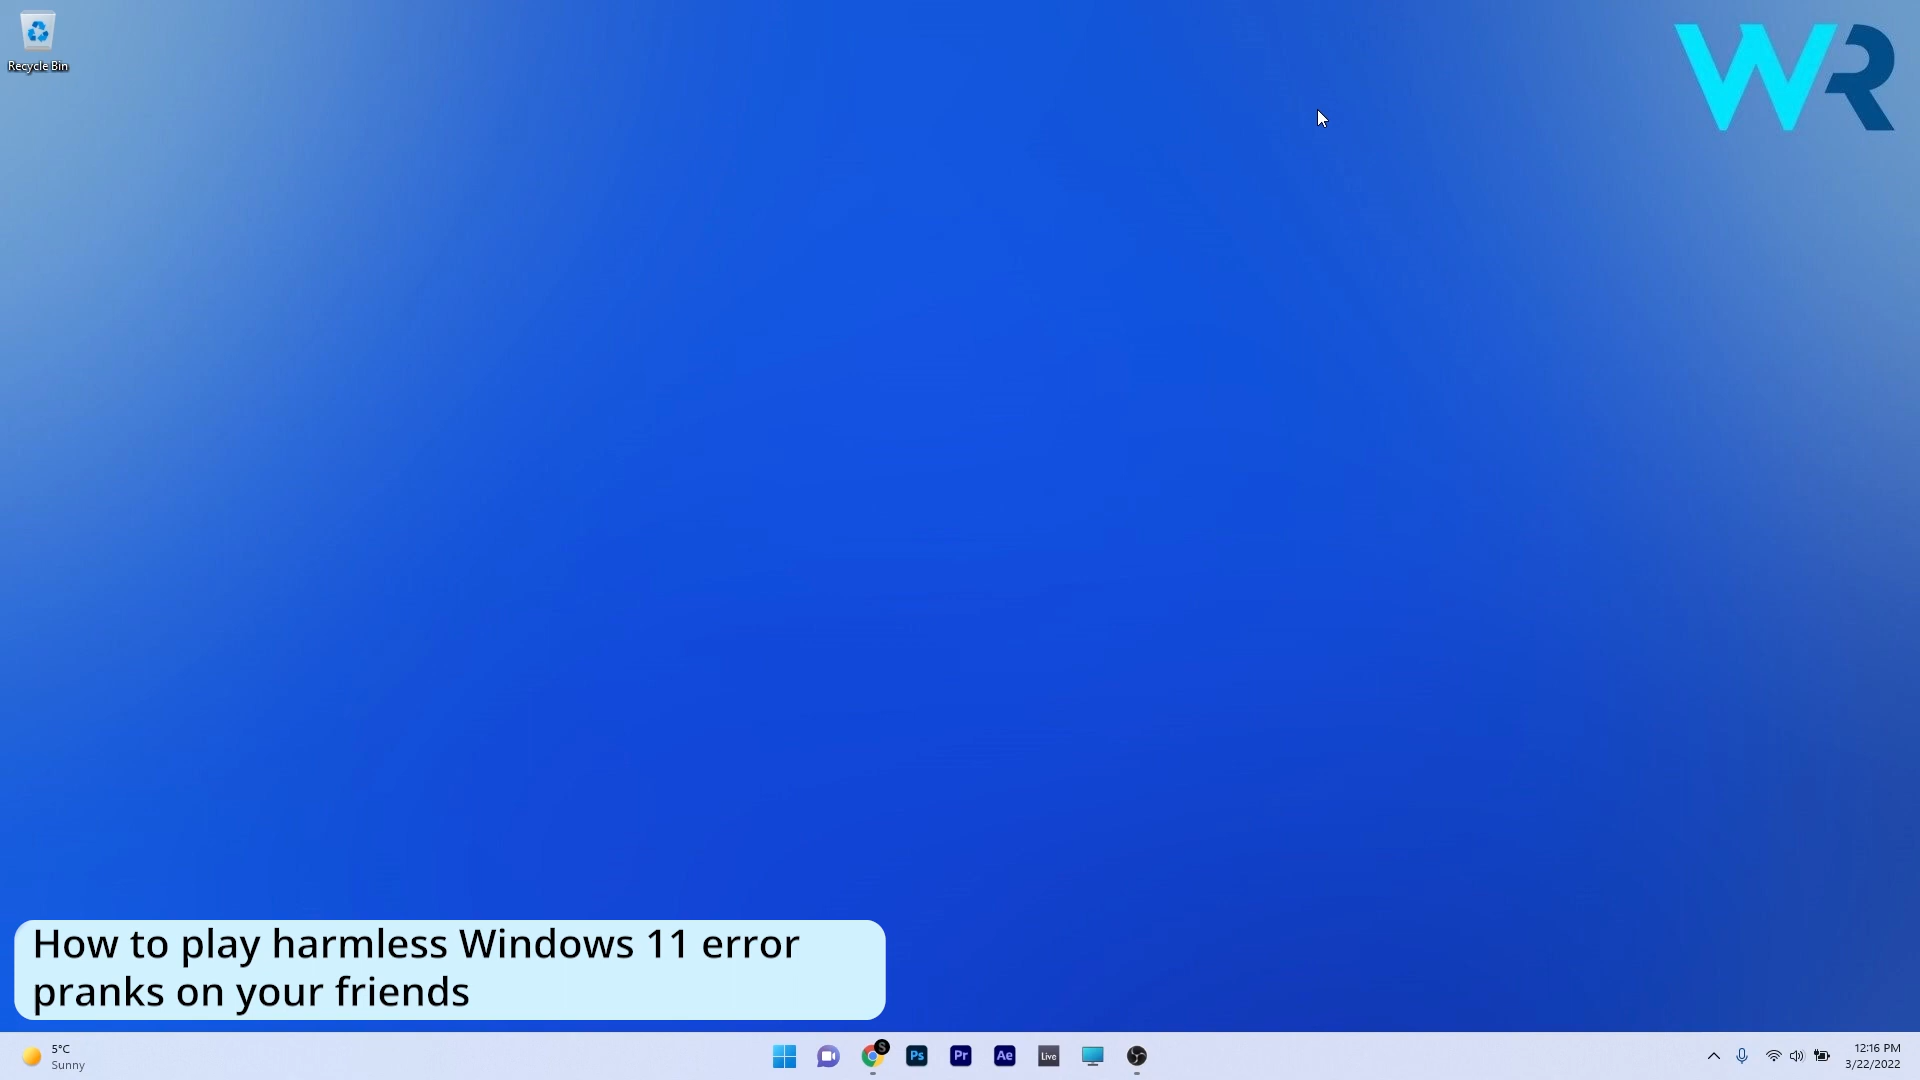 Recycle Bin
WR
How to play harmless Windows 11 error
pranks on your friends
5°C
Sunny
S
Ps
Pr
Ae
Live
12:16 PM
3/22/2022